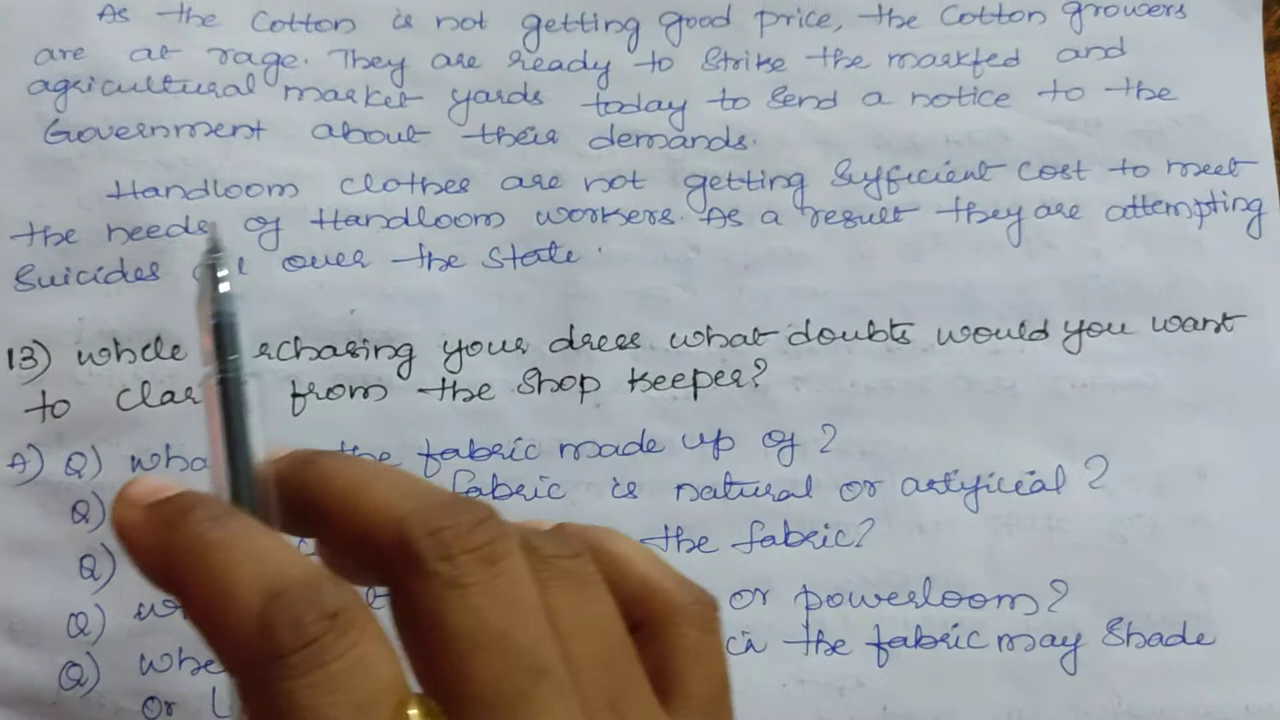 As the Cotton is not getting good price, the Cotton growers
are at rage. They are ready to Strike the markfed and
agricultural market yards today to Send a notice to the
Government about their demands.
Handloom clothes are not getting Sufficient Cost to meet
the needs of Handloom workers. As a result they are attempting
Suicides over the State.
13) while your dress what doubts would you want
to from the Shop keeper?
A) Q) the fabric made up of?
Q) fabric is natural or artificial?
Q) the fabric?
Q) or powerloom?
Q) in the fabric may Shade
or